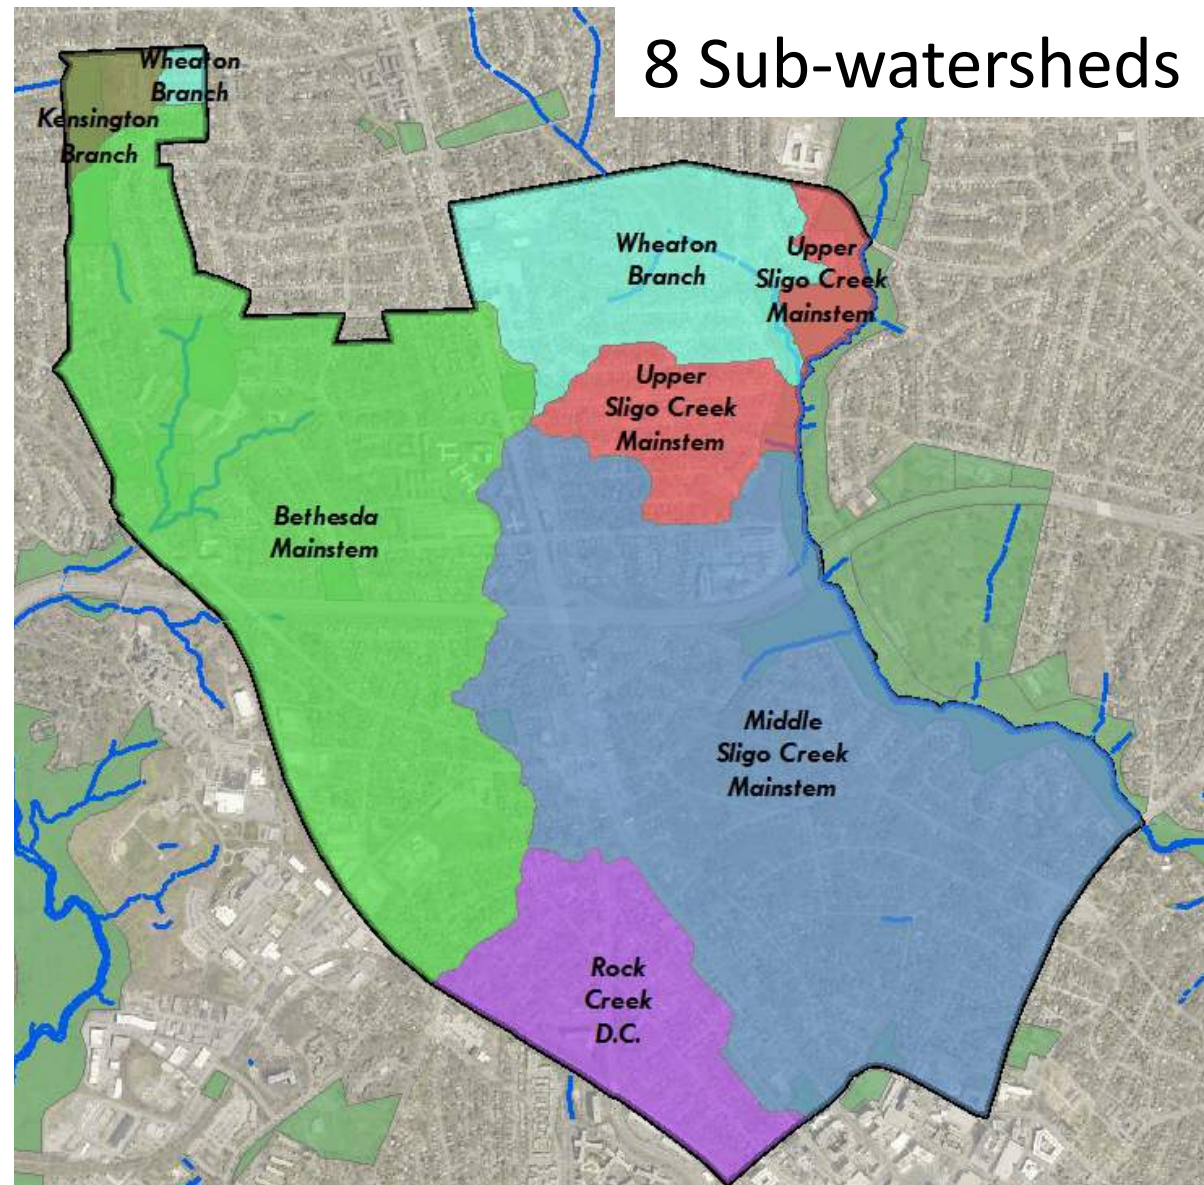 8 Sub-watersheds
Wheaton
Branch
Kensington
Branch
Wheaton
Branch
Upper
Sligo Creek
Mainstem
Upper
Sligo Creek
Mainstem
Bethesda
Mainstem
Middle
Sligo Creek
Mainstem
Rock
Creek
D.C.